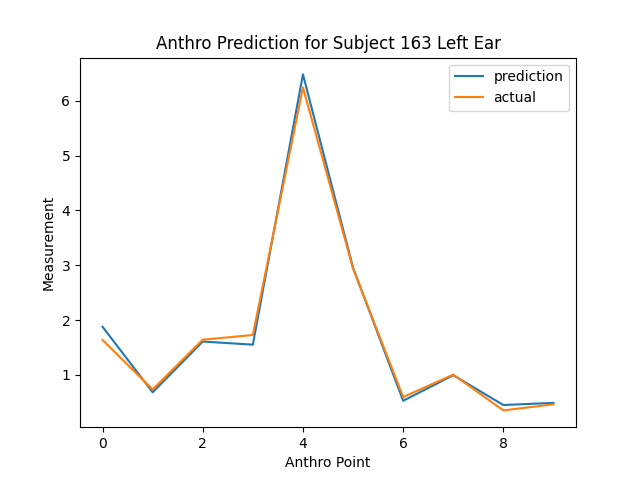 Anthro Prediction for Subject 163 Left Ear
prediction
actual
Measurement
6
5
4
3
2
1
0 2 4 6 8
Anthro Point